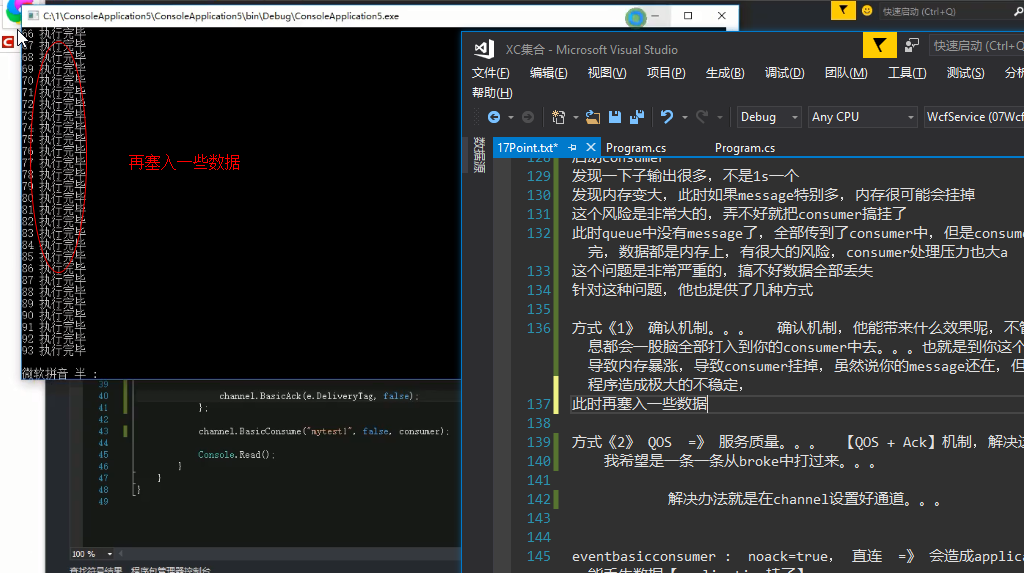 C:\1\ConsoleApplication5\ConsoleApplication5\bin\Debug\ConsoleApplication5.exe
快速启动 (Ctrl+Q)
66 执行完毕
67 执行完毕
68 执行完毕
69 执行完毕
70 执行完毕
71 执行完毕
72 执行完毕
73 执行完毕
74 执行完毕
75 执行完毕
76 执行完毕
77 执行完毕
78 执行完毕
79 执行完毕
80 执行完毕
81 执行完毕
82 执行完毕
83 执行完毕
84 执行完毕
85 执行完毕
86 执行完毕
87 执行完毕
88 执行完毕
89 执行完毕
90 执行完毕
91 执行完毕
92 执行完毕
93 执行完毕
再塞入一些数据
微软拼音 半 :
39
40 channel.BasicAck(e.DeliveryTag, false);
41 };
42
43 channel.BasicConsume("mytest1", false, consumer);
44
45 Console.Read();
46 }
47 }
48 }
49
100 %
查找符号结果 程序包管理器控制台
XC集合 - Microsoft Visual Studio
快速启动 (Ctrl+Q
文件(F) 编辑(E) 视图(V) 项目(P) 生成(B) 调试(D) 团队(M) 工具(T) 测试(S) 分析
帮助(H)
Debug Any CPU WcfService (07Wcf
数据源
17Point.txt* Program.cs Program.cs
128 启动consumer
129 发现一下子输出很多，不是1s一个
130 发现内存变大，此时如果message特别多，内存很可能会挂掉
131 这个风险是非常大的，弄不好就把consumer搞挂了
132 此时queue中没有message了，全部传到了consumer中，但是consume
完，数据都是内存上，有很大的风险，consumer处理压力也大a
133 这个问题是非常严重的，搞不好数据全部丢失
134 针对这种问题，他也提供了几种方式
135
136 方式《1》 确认机制。。。 确认机制，他能带来什么效果呢，不管
息都会一股脑全部打入到你的consumer中去。。。也就是到你这个
导致内存暴涨，导致consumer挂掉，虽然说你的message还在，但
程序造成极大的不稳定，
137 此时再塞入一些数据
138
139 方式《2》 QOS =》 服务质量。。。 【QOS + Ack】机制，解决这
140 我希望是一条一条从broke中打过来。。。
141
142 解决办法就是在channel设置好通道。。。
143
144
145 eventbasicconsumer : noack=true， 直连 =》 会造成applica